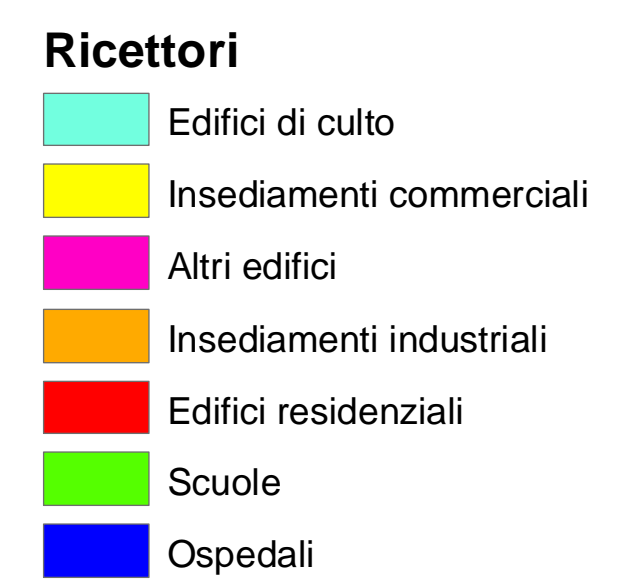 Ricettori
Edifici di culto
Insediamenti commerciali
Altri edifici
Insediamenti industriali
Edifici residenziali
Scuole
Ospedali